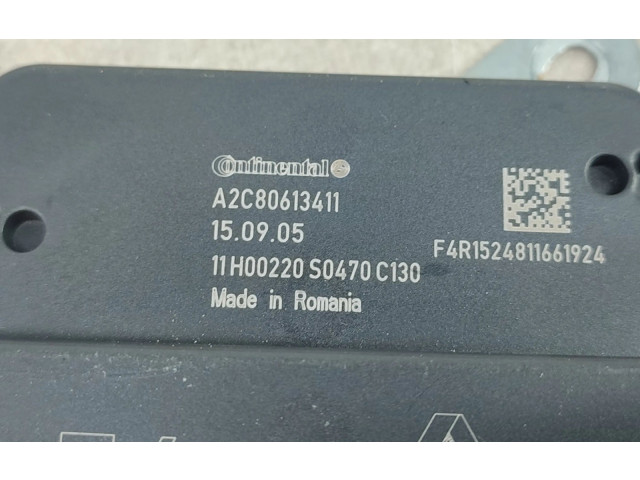 Continental
A2C80613411
15.09.05
F4R1524811661924
11H00220 S0470 C130
Made in Romania